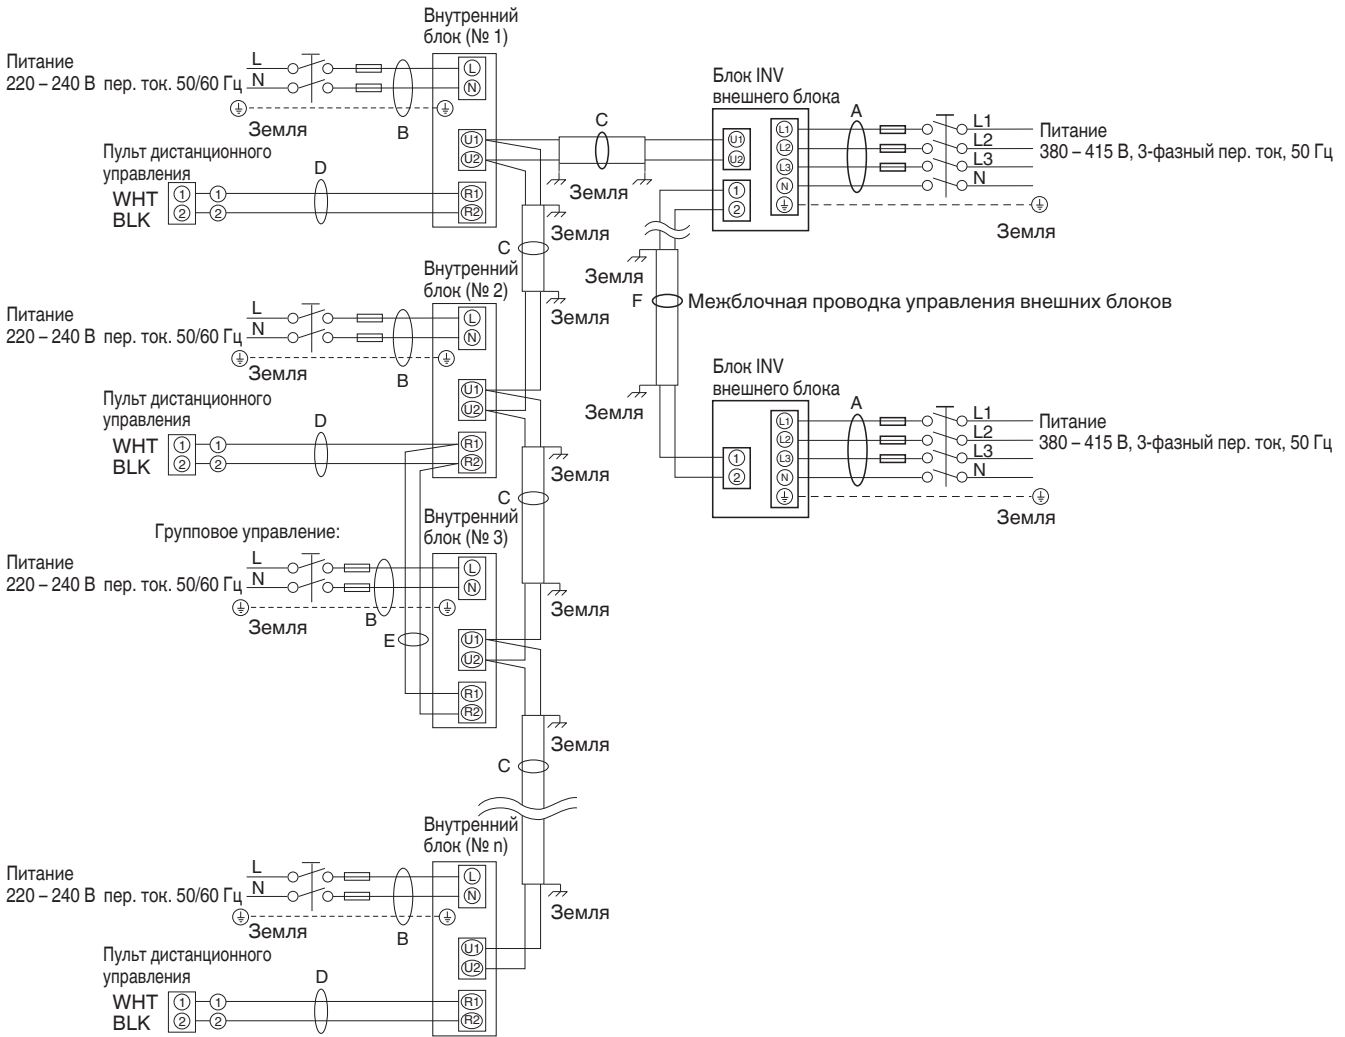 Внутренний
блок (№ 1)
Питание
220 – 240 В пер. ток. 50/60 Гц
L
N
Земля
B
L
N
U1
U2
R1
R2
Пульт дистанционного
управления
WHT
BLK
1
2
1
2
D
C
Земля
Земля
C
Земля
Блок INV
внешнего блока
U1
U2
1
2
L1
L2
L3
N
A
L1
L2
L3
N
Питание
380 – 415 В, 3-фазный пер. ток, 50 Гц
Земля
Земля
F
Межблочная проводка управления внешних блоков
Земля
Блок INV
внешнего блока
1
2
L1
L2
L3
N
A
L1
L2
L3
N
Питание
380 – 415 В, 3-фазный пер. ток, 50 Гц
Земля
Внутренний
блок (№ 2)
Питание
220 – 240 В пер. ток. 50/60 Гц
L
N
Земля
B
L
N
U1
U2
R1
R2
Пульт дистанционного
управления
WHT
BLK
1
2
1
2
D
Земля
C
Земля
Групповое управление:
Внутренний
блок (№ 3)
Питание
220 – 240 В пер. ток. 50/60 Гц
L
N
Земля
B
E
L
N
U1
U2
R1
R2
Земля
C
Внутренний
блок (№ n)
Питание
220 – 240 В пер. ток. 50/60 Гц
L
N
Земля
B
L
N
U1
U2
R1
R2
Земля
Пульт дистанционного
управления
WHT
BLK
1
2
1
2
D